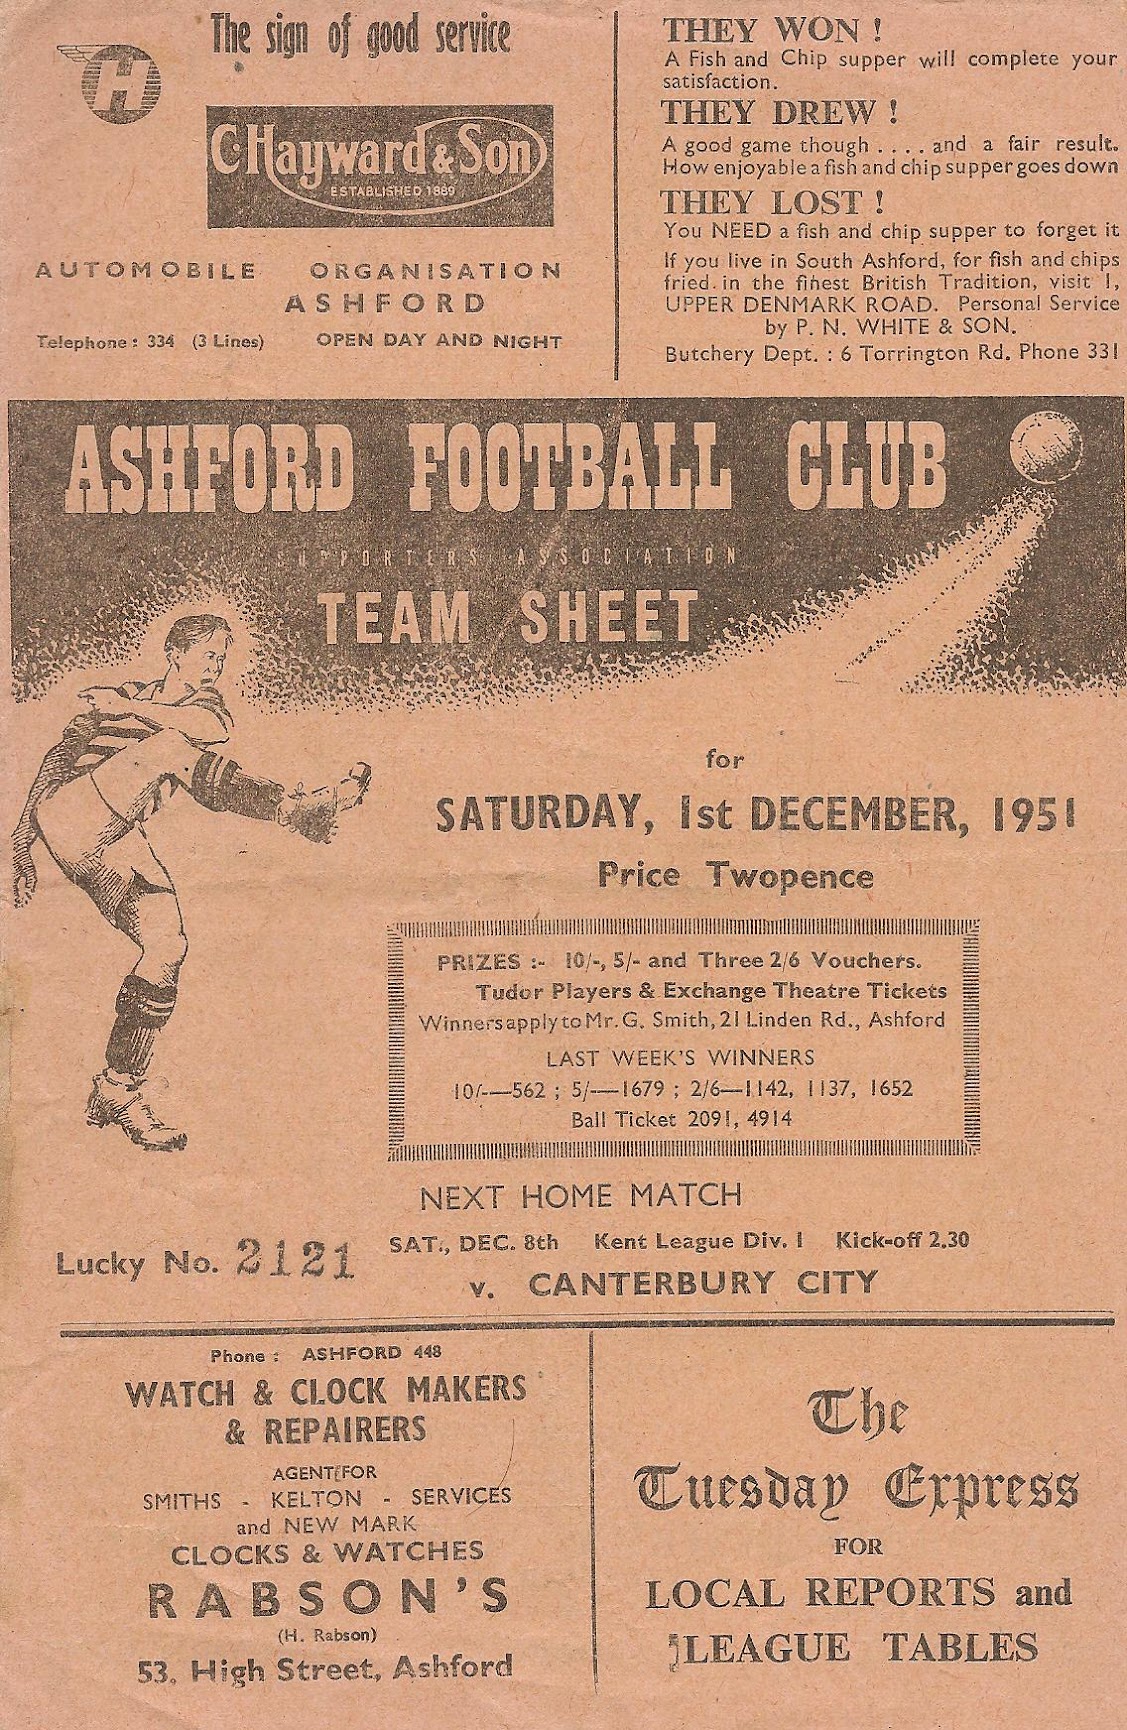 The sign of good service
H
C. Hayward & Son
ESTABLISHED 1889
AUTOMOBILE ORGANISATION
ASHFORD
Telephone : 334 (3 Lines) OPEN DAY AND NIGHT
THEY WON !
A Fish and Chip supper will complete your
satisfaction.
THEY DREW !
A good game though . . . . and a fair result.
How enjoyable a fish and chip supper goes down
THEY LOST !
You NEED a fish and chip supper to forget it
If you live in South Ashford, for fish and chips
fried in the finest British Tradition, visit 1,
UPPER DENMARK ROAD. Personal Service
by P. N. WHITE & SON.
Butchery Dept. : 6 Torrington Rd. Phone 331
ASHFORD FOOTBALL CLUB
SUPPORTERS ASSOCIATION
TEAM SHEET
for
SATURDAY, 1st DECEMBER, 1951
Price Twopence
PRIZES :- 10/-, 5/- and Three 2/6 Vouchers.
Tudor Players & Exchange Theatre Tickets
Winners apply to Mr. G. Smith, 21 Linden Rd., Ashford
LAST WEEK'S WINNERS
10/-—562 ; 5/—1679 ; 2/6—1142, 1137, 1652
Ball Ticket 2091, 4914
NEXT HOME MATCH
SAT., DEC. 8th Kent League Div. 1 Kick-off 2.30
v. CANTERBURY CITY
Lucky No. 2121
Phone : ASHFORD 448
WATCH & CLOCK MAKERS
& REPAIRERS
AGENT FOR
SMITHS - KELTON - SERVICES
and NEW MARK
CLOCKS & WATCHES
RABSON'S
(H. Rabson)
53, High Street, Ashford
The
Tuesday Express
FOR
LOCAL REPORTS and
LEAGUE TABLES